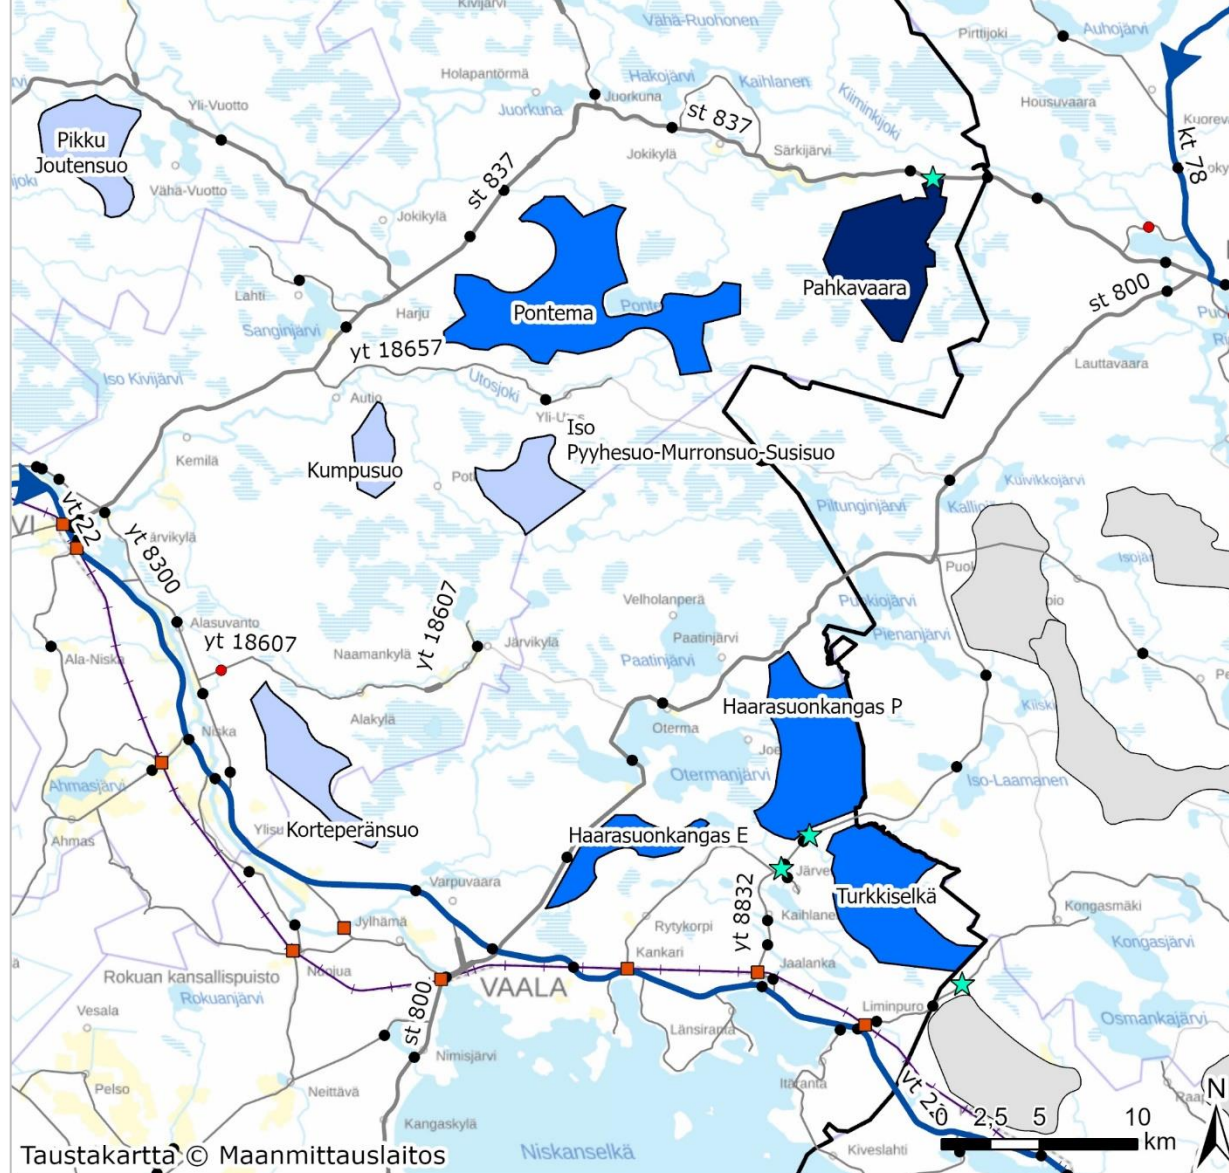 Kivijärvi
Vähä-Ruohonen
Pirttijoki
Auhojärvi
Holapantörmä
Hakojärvi
Kaihlanen
Juorkuna
Juorkuna
Kiiminkijoki
Housuvaara
Yli-Vuotto
st 837
kt 78
Pikku
Joutensuo
Jokikylä
Särkijärvi
Vähä-Vuotto
st 837
Jokikylä
Lahti
Harju
Sanginjärvi
Pontema
Pahkavaara
st 800
yt 18657
Lauttavaara
Iso Kivijärvi
Utosjoki
Autio
Iso
Pyyhesuo-Murronsuo-Susisuo
Kemilä
Kumpusuo
Piltunginjärvi
Kuivikkojärvi
vt 22
yt 8300
Velholanperä
Alasuvanto
yt 18607
yt 18607
Järvikylä
Paatinjärvi
Paatinjärvi
Pienanjärvi
Ala-Niska
Naamankylä
Haarasuonkangas P
Alakylä
Niska
Oterma
Otermanjärvi
Iso-Laamanen
Ahmasjärvi
Ahmas
Korteperänsuo
Haarasuonkangas E
Varpuvaara
yt 8832
Turkkiselkä
Jylhämä
Rytykorpi
Kongasmäki
Kongasjärvi
Kankari
Jaalanka
Rokuan kansallispuisto
Rokuanjärvi
Nuojua
VAALA
Vesala
st 800
Länsiranta
Liminpuro
Osmankajärvi
Nimisjärvi
Pelso
Neittävä
Itäranta
vt 22
N
Kangaskylä
0 2,5 5 10
km
Niskanselkä
Kiveslahti
Taustakartta © Maanmittauslaitos